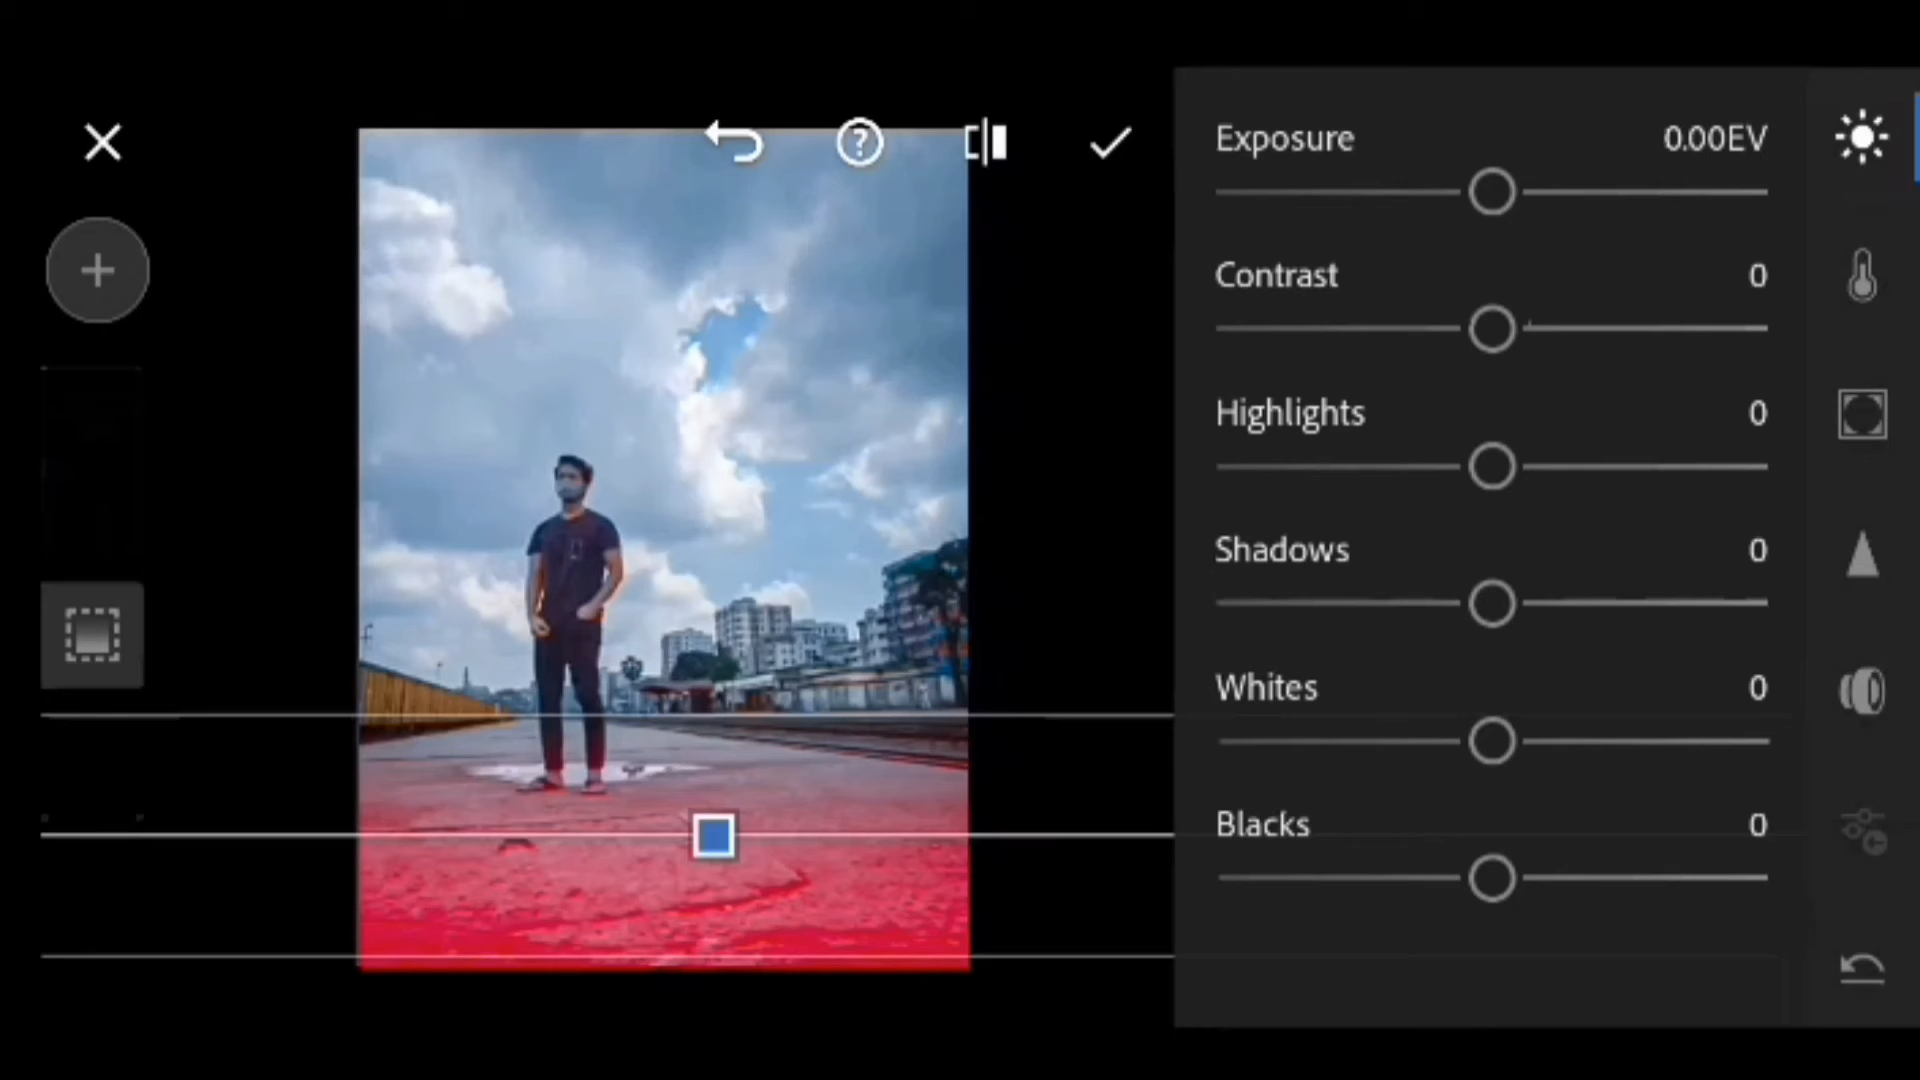 Exposure 0.00EV
Contrast 0
Highlights 0
Shadows 0
Whites 0
Blacks 0